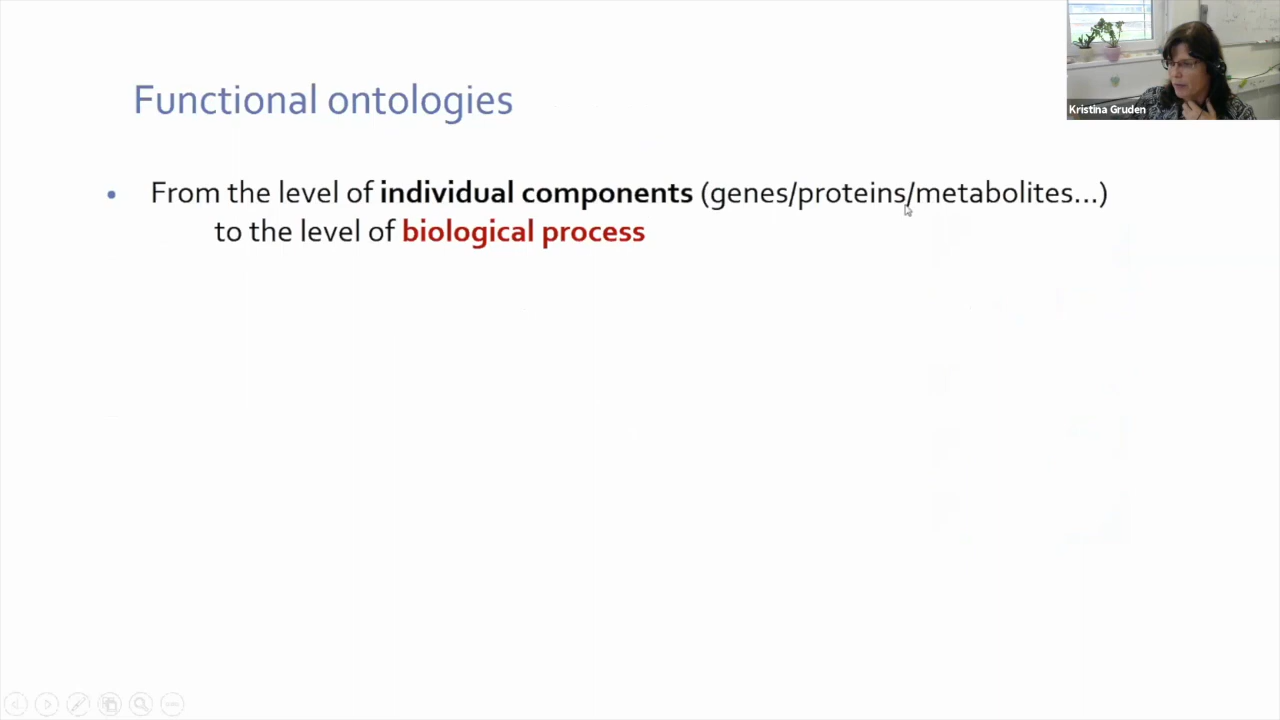 Kristina Gruden
Functional ontologies
• From the level of individual components (genes/proteins/metabolites...)
to the level of biological process